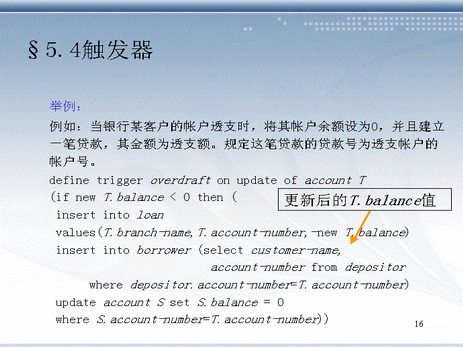 §5.4触发器
举例：
例如：当银行某客户的帐户透支时，将其帐户余额设为0，并且建立
一笔贷款，其金额为透支额。规定这笔贷款的贷款号为透支帐户的
帐户号。
define trigger overdraft on update of account T
(if new T.balance < 0 then (
更新后的T.balance值
insert into loan
values(T.branch-name,T.account-number,-new T.balance)
insert into borrower (select customer-name,
account-number from depositor
where depositor.account-number=T.account-number)
update account S set S.balance = 0
where S.account-number=T.account-number))
16